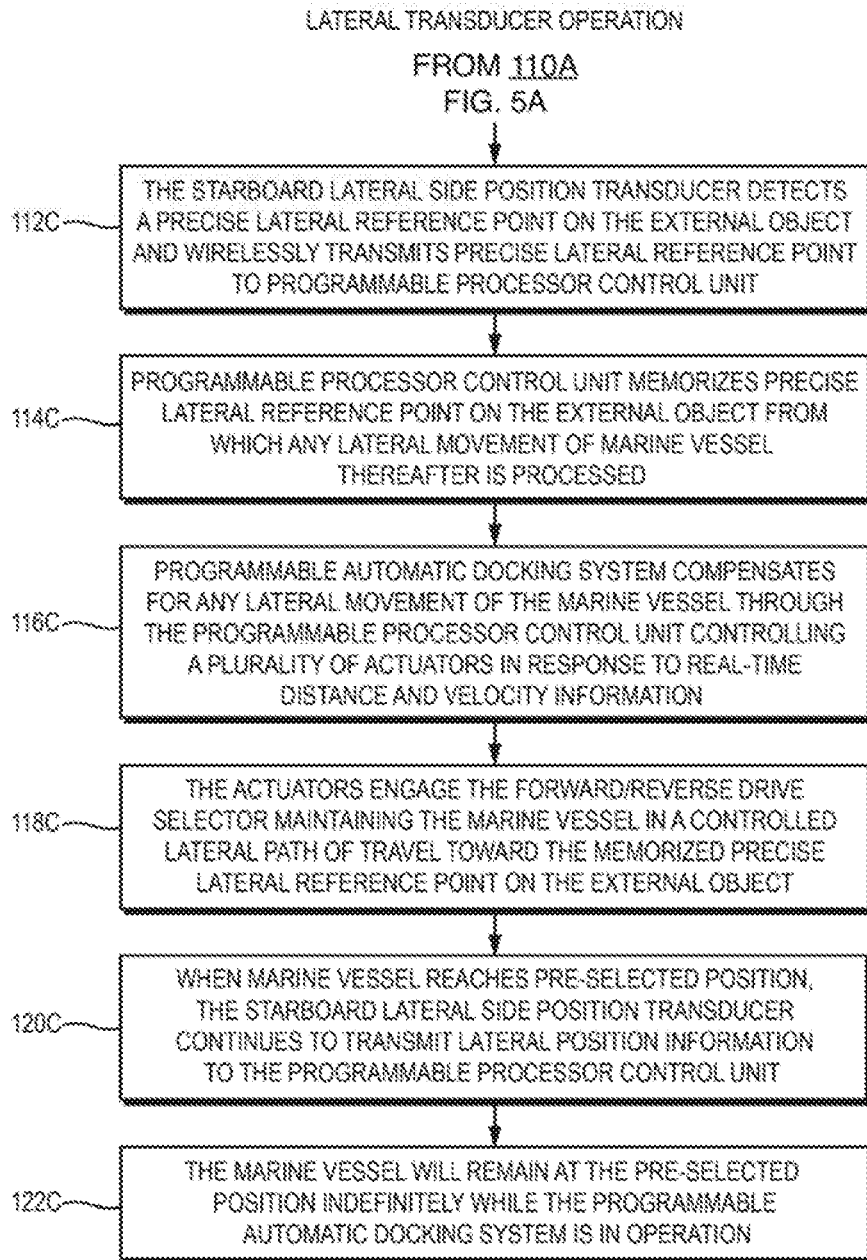 LATERAL TRANSDUCER OPERATION
FROM 110A
FIG. 5A
112C
THE STARBOARD LATERAL SIDE POSITION TRANSDUCER DETECTS
A PRECISE LATERAL REFERENCE POINT ON THE EXTERNAL OBJECT
AND WIRELESSLY TRANSMITS PRECISE LATERAL REFERENCE POINT
TO PROGRAMMABLE PROCESSOR CONTROL UNIT
114C
PROGRAMMABLE PROCESSOR CONTROL UNIT MEMORIZES PRECISE
LATERAL REFERENCE POINT ON THE EXTERNAL OBJECT FROM
WHICH ANY LATERAL MOVEMENT OF MARINE VESSEL
THEREAFTER IS PROCESSED
116C
PROGRAMMABLE AUTOMATIC DOCKING SYSTEM COMPENSATES
FOR ANY LATERAL MOVEMENT OF THE MARINE VESSEL THROUGH
THE PROGRAMMABLE PROCESSOR CONTROL UNIT CONTROLLING
A PLURALITY OF ACTUATORS IN RESPONSE TO REAL-TIME
DISTANCE AND VELOCITY INFORMATION
118C
THE ACTUATORS ENGAGE THE FORWARD/REVERSE DRIVE
SELECTOR MAINTAINING THE MARINE VESSEL IN A CONTROLLED
LATERAL PATH OF TRAVEL TOWARD THE MEMORIZED PRECISE
LATERAL REFERENCE POINT ON THE EXTERNAL OBJECT
120C
WHEN MARINE VESSEL REACHES PRE-SELECTED POSITION,
THE STARBOARD LATERAL SIDE POSITION TRANSDUCER
CONTINUES TO TRANSMIT LATERAL POSITION INFORMATION
TO THE PROGRAMMABLE PROCESSOR CONTROL UNIT
122C
THE MARINE VESSEL WILL REMAIN AT THE PRE-SELECTED
POSITION INDEFINITELY WHILE THE PROGRAMMABLE
AUTOMATIC DOCKING SYSTEM IS IN OPERATION